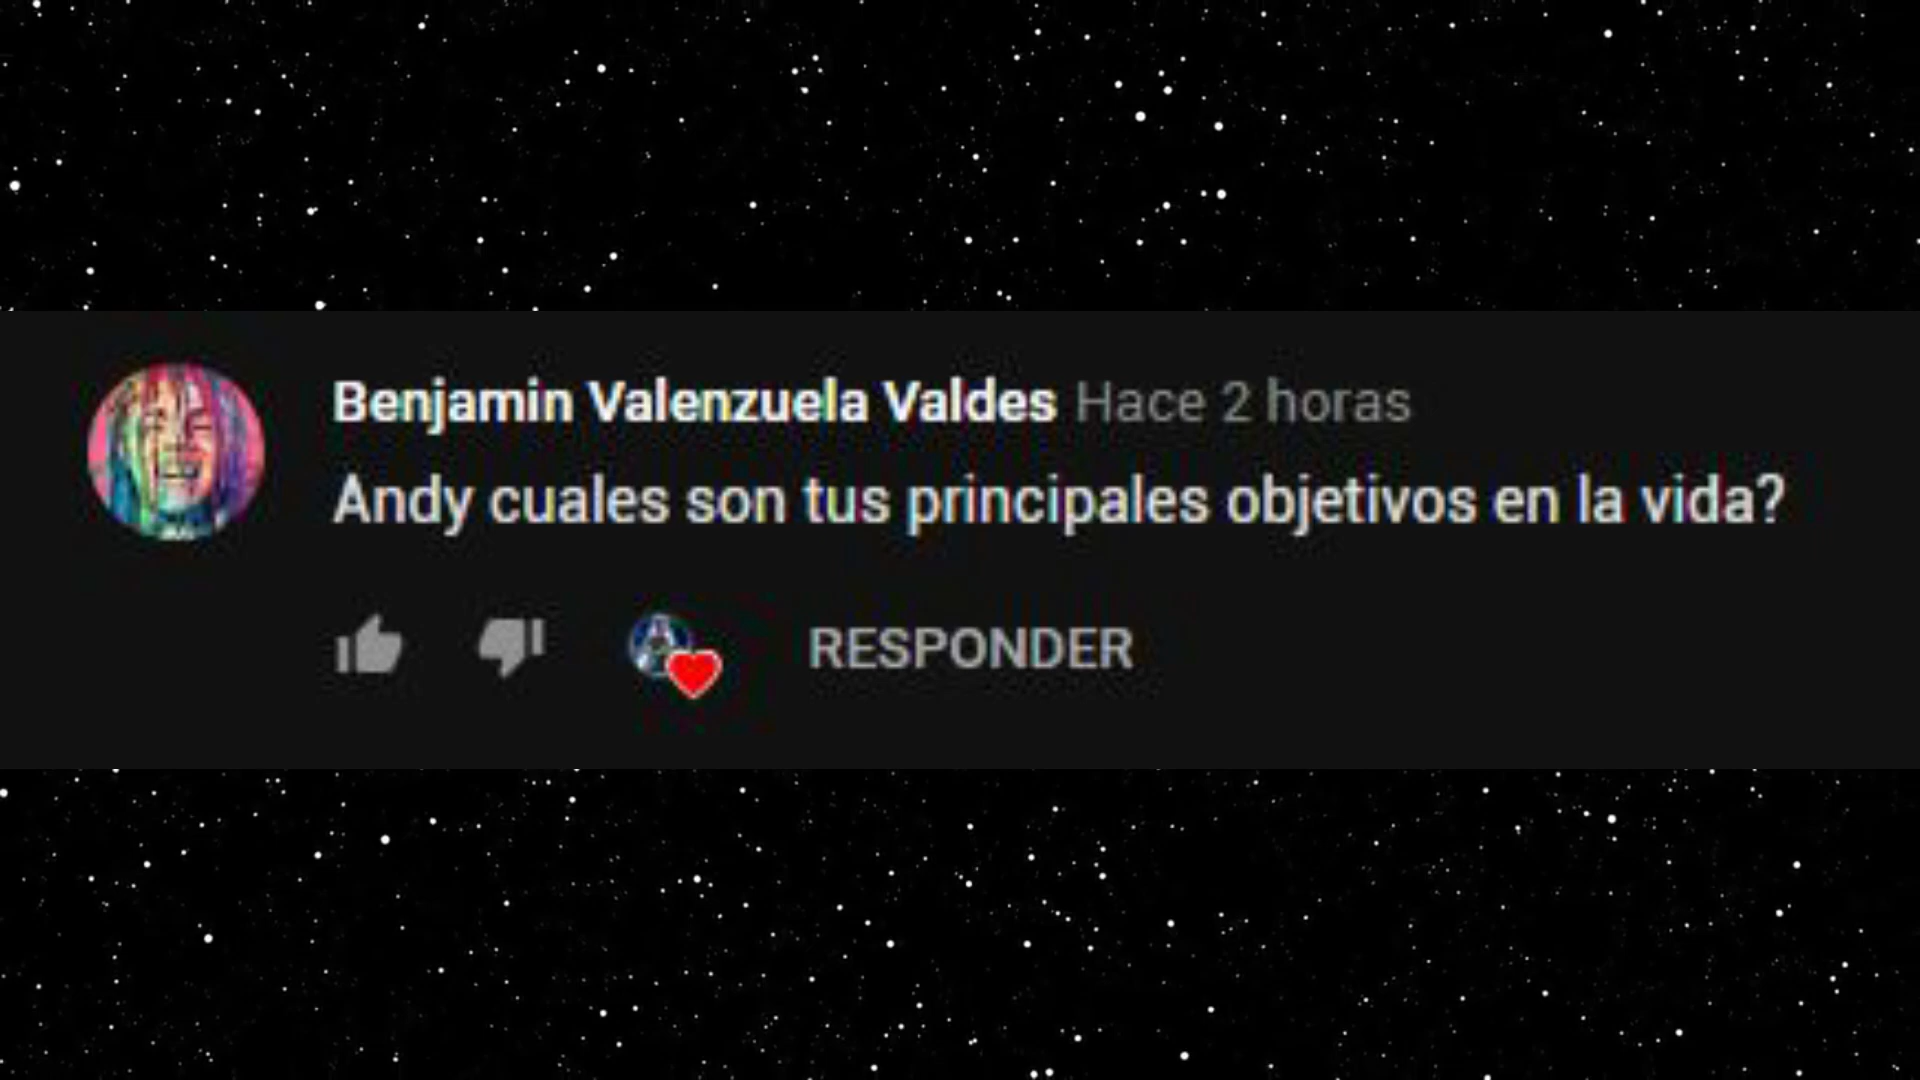 Benjamin Valenzuela Valdes Hace 2 horas
Andy cuales son tus principales objetivos en la vida?
RESPONDER